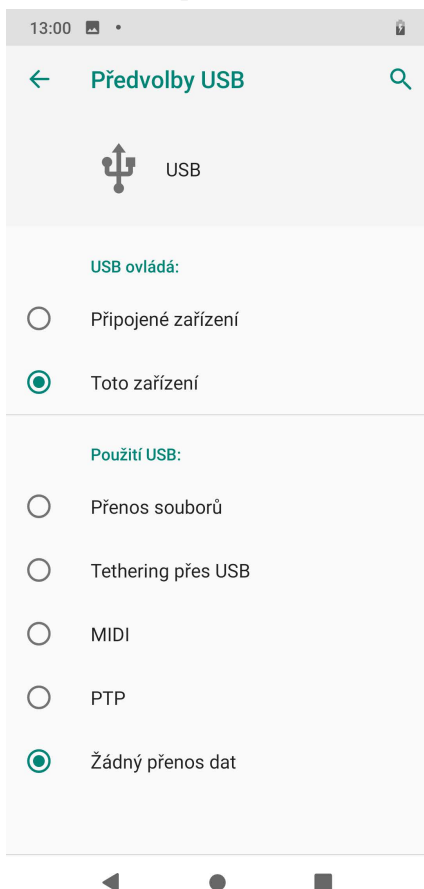 13:00
Předvolby USB
USB
USB ovládá:
Připojené zařízení
Toto zařízení
Použití USB:
Přenos souborů
Tethering přes USB
MIDI
PTP
Žádný přenos dat